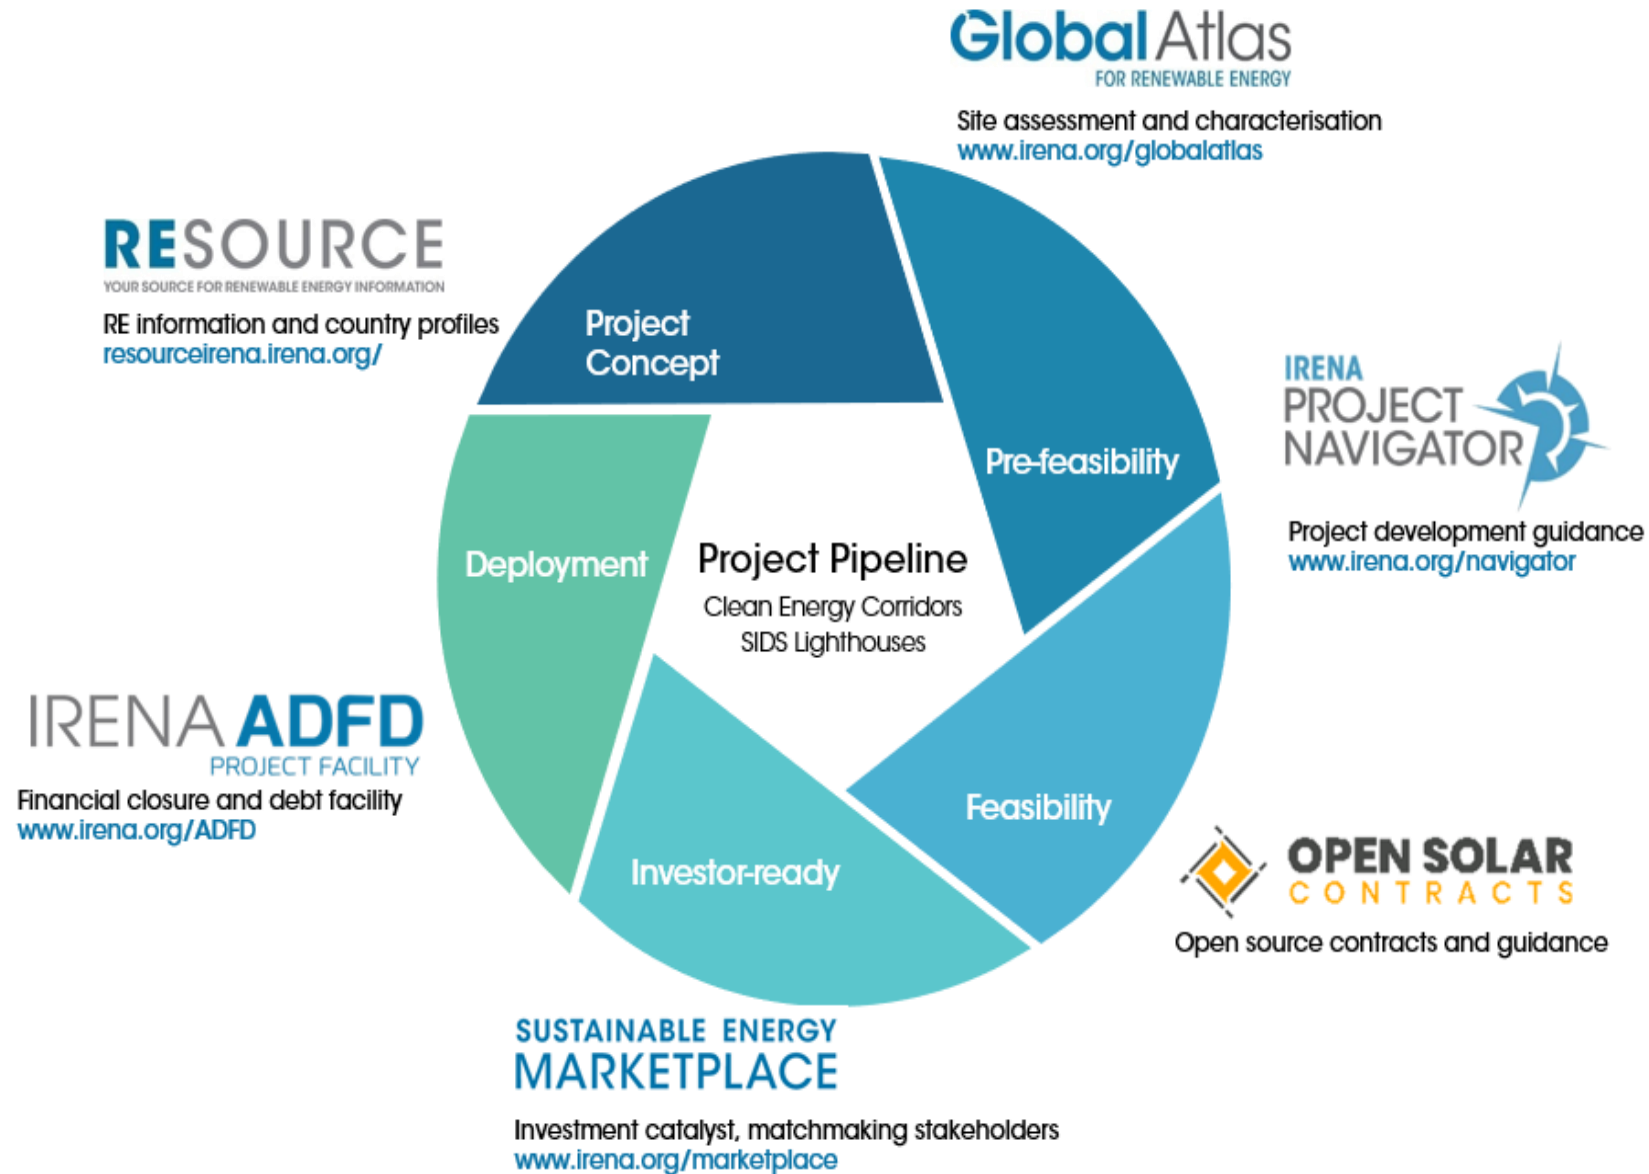 Global Atlas
FOR RENEWABLE ENERGY
Site assessment and characterisation
www.irena.org/globalatlas
RESOURCE
YOUR SOURCE FOR RENEWABLE ENERGY INFORMATION
RE information and country profiles
resourceirena.irena.org/
Project
Concept
Pre-feasibility
IRENA
PROJECT
NAVIGATOR
Project development guidance
www.irena.org/navigator
Deployment
Project Pipeline
Clean Energy Corridors
SIDS Lighthouses
IRENA ADFD
PROJECT FACILITY
Financial closure and debt facility
www.irena.org/ADFD
Feasibility
Investor-ready
OPEN SOLAR
CONTRACTS
Open source contracts and guidance
SUSTAINABLE ENERGY
MARKETPLACE
Investment catalyst, matchmaking stakeholders
www.irena.org/marketplace